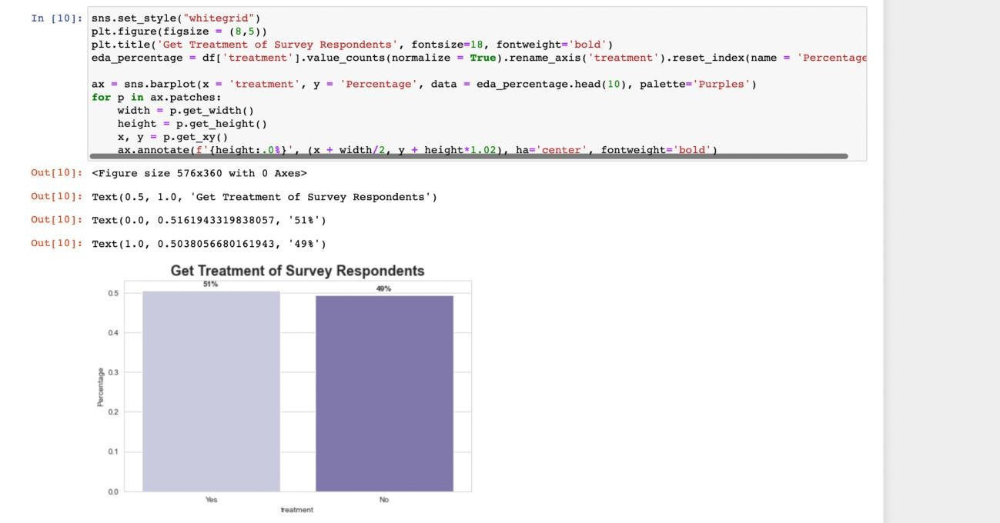 In [10]: sns.set_style("whitegrid")
plt.figure(figsize = (8,5))
plt.title('Get Treatment of Survey Respondents', fontsize=18, fontweight='bold')
eda_percentage = df['treatment'].value_counts(normalize = True).rename_axis('treatment').reset_index(name = 'Percentage
ax = sns.barplot(x = 'treatment', y = 'Percentage', data = eda_percentage.head(10), palette='Purples')
for p in ax.patches:
    width = p.get_width()
    height = p.get_height()
    x, y = p.get_xy()
    ax.annotate(f'{height:.0%}', (x + width/2, y + height*1.02), ha='center', fontweight='bold')
Out[10]: <Figure size 576x360 with 0 Axes>
Out[10]: Text(0.5, 1.0, 'Get Treatment of Survey Respondents')
Out[10]: Text(0.0, 0.5161943319838057, '51%')
Out[10]: Text(1.0, 0.5038056680161943, '49%')
Get Treatment of Survey Respondents
51%
49%
0.5
0.4
0.3
0.2
0.1
0.0
Percentage
Yes
No
treatment